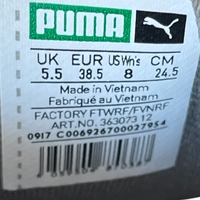 PUMA
UK EUR US Wn's CM
5.5 38.5 8 24.5
Made in Vietnam
Fabriqué au Vietnam
FACTORY FTWRF/FVNRF
ART.NO. 363073 12
0917 C006926700027954